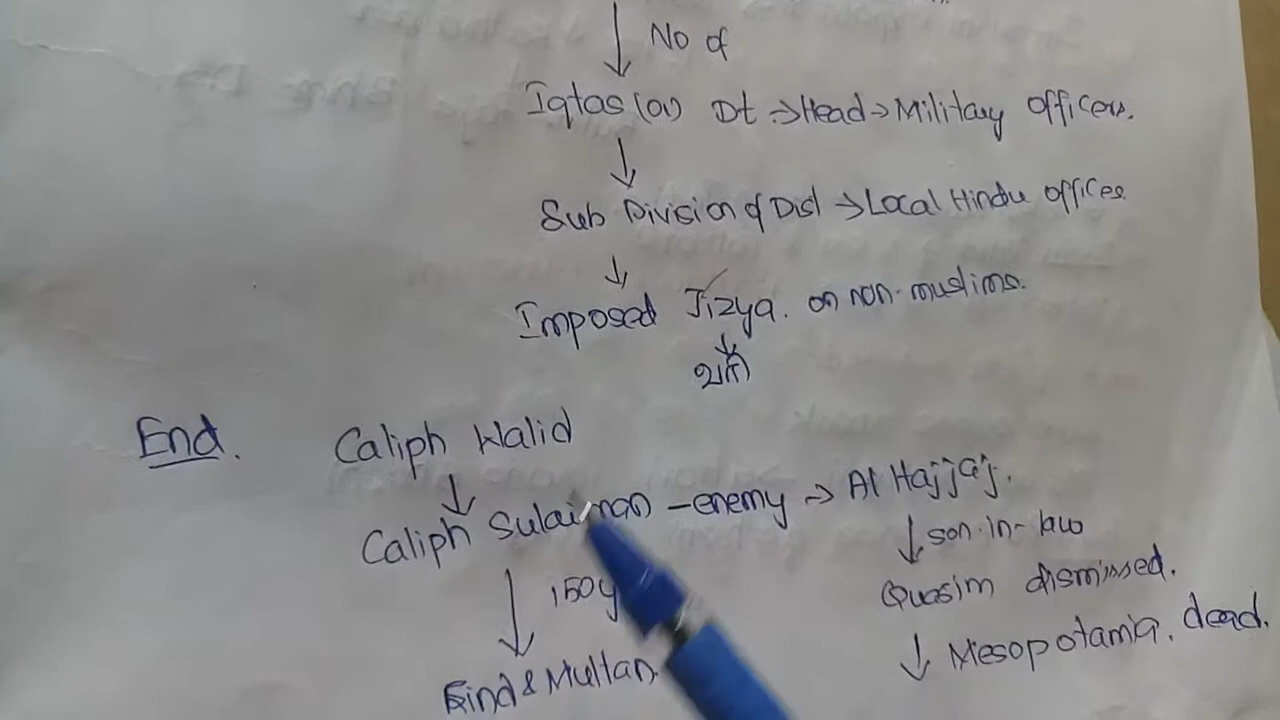 ↓ No of
Iqtas (or) Dt → Head → Military officers.
↓
Sub Division of Dist → Local Hindu offices
↓
Imposed Jizya. on non-muslims.
↓
வரி
End. Caliph Walid
↓
Caliph Sulaiman - enemy → Al Hajjaj.
↓ son-in-law
Quasim dismissed.
↓ Mesopotamia. dead.
↓ 150y
Sind & Multan.